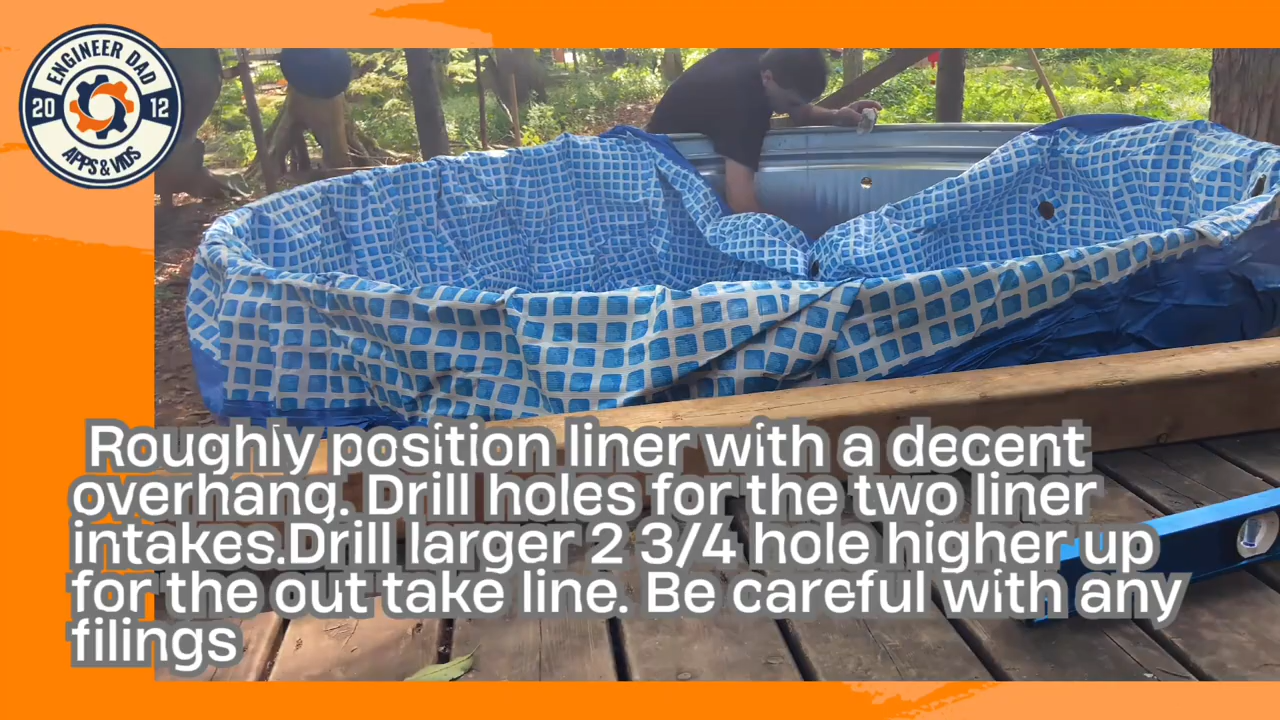 ENGINEER DAD
20 12
APPS & VIDS
Roughly position liner with a decent
overhang. Drill holes for the two liner
intakes.Drill larger 2 3/4 hole higher up
for the out take line. Be careful with any
filings